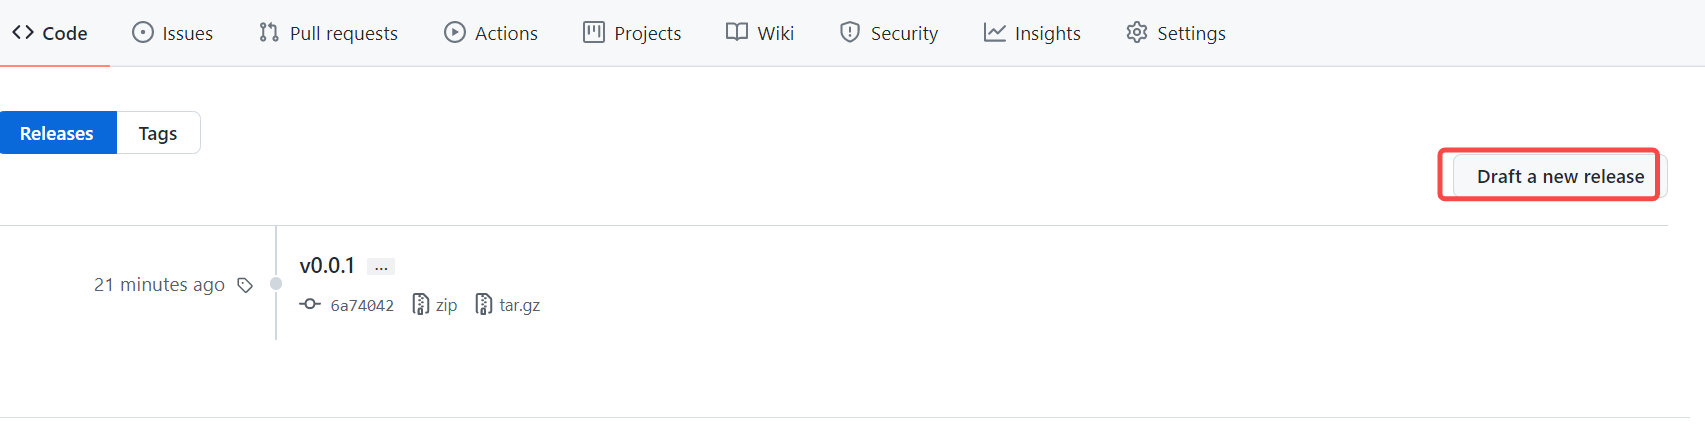 Code Issues Pull requests Actions Projects Wiki Security Insights Settings
Releases Tags
Draft a new release
v0.0.1 ...
21 minutes ago
6a74042 zip tar.gz